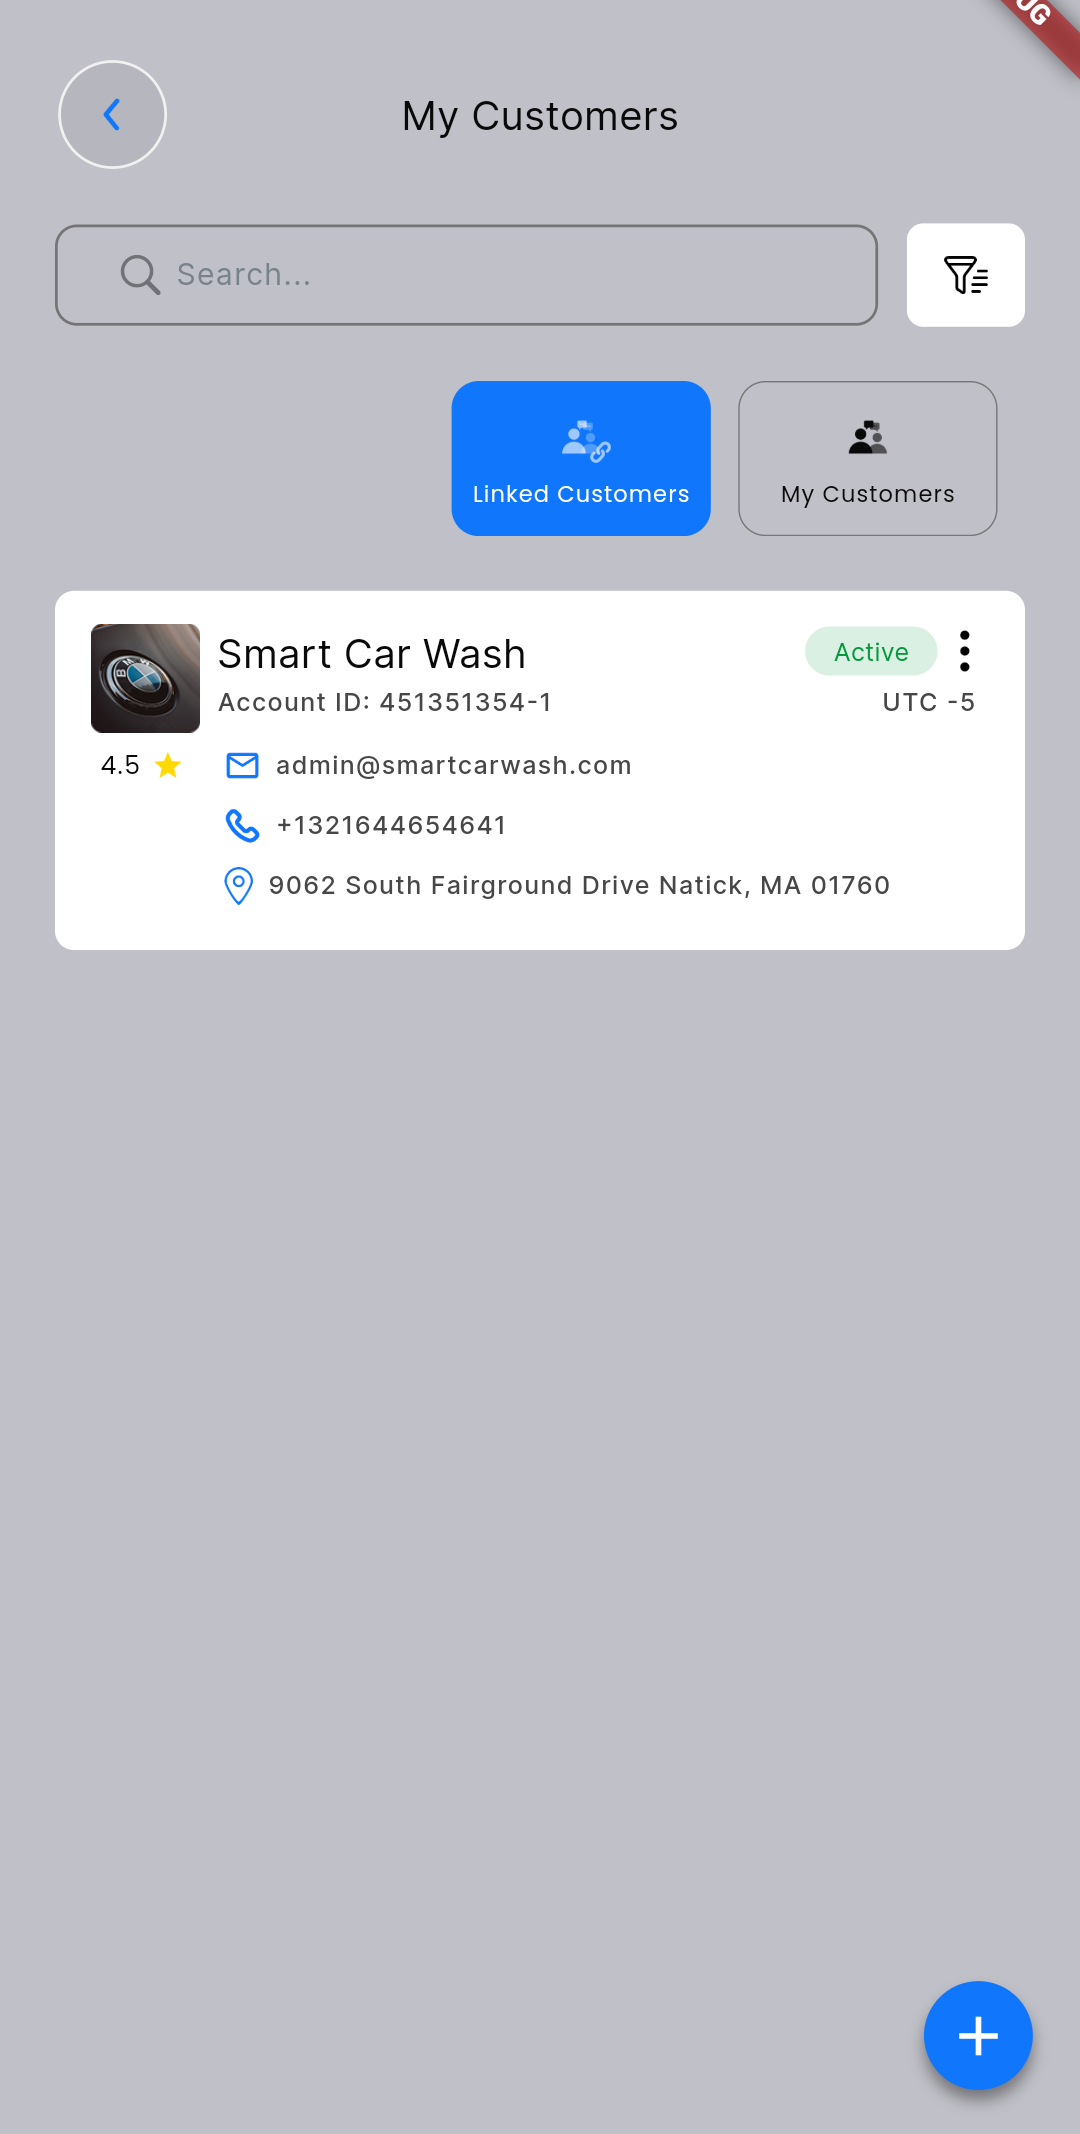 UG
My Customers
Search...
Linked Customers
My Customers
Smart Car Wash
Active
Account ID: 451351354-1
UTC -5
BMW
4.5
admin@smartcarwash.com
+1321644654641
9062 South Fairground Drive Natick, MA 01760